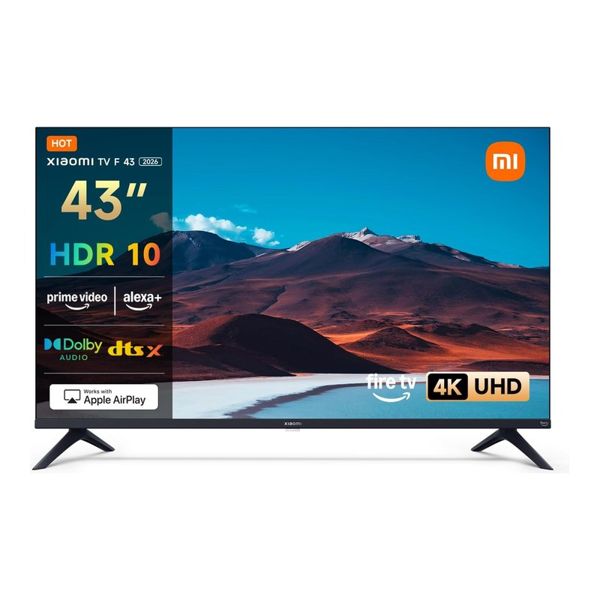 HOT
xiaomi TV F 43 2026
43"
HDR 10
prime video
alexa+
Dolby
AUDIO
dts x
Works with
Apple AirPlay
mi
fire tv
4K UHD
xiaomi